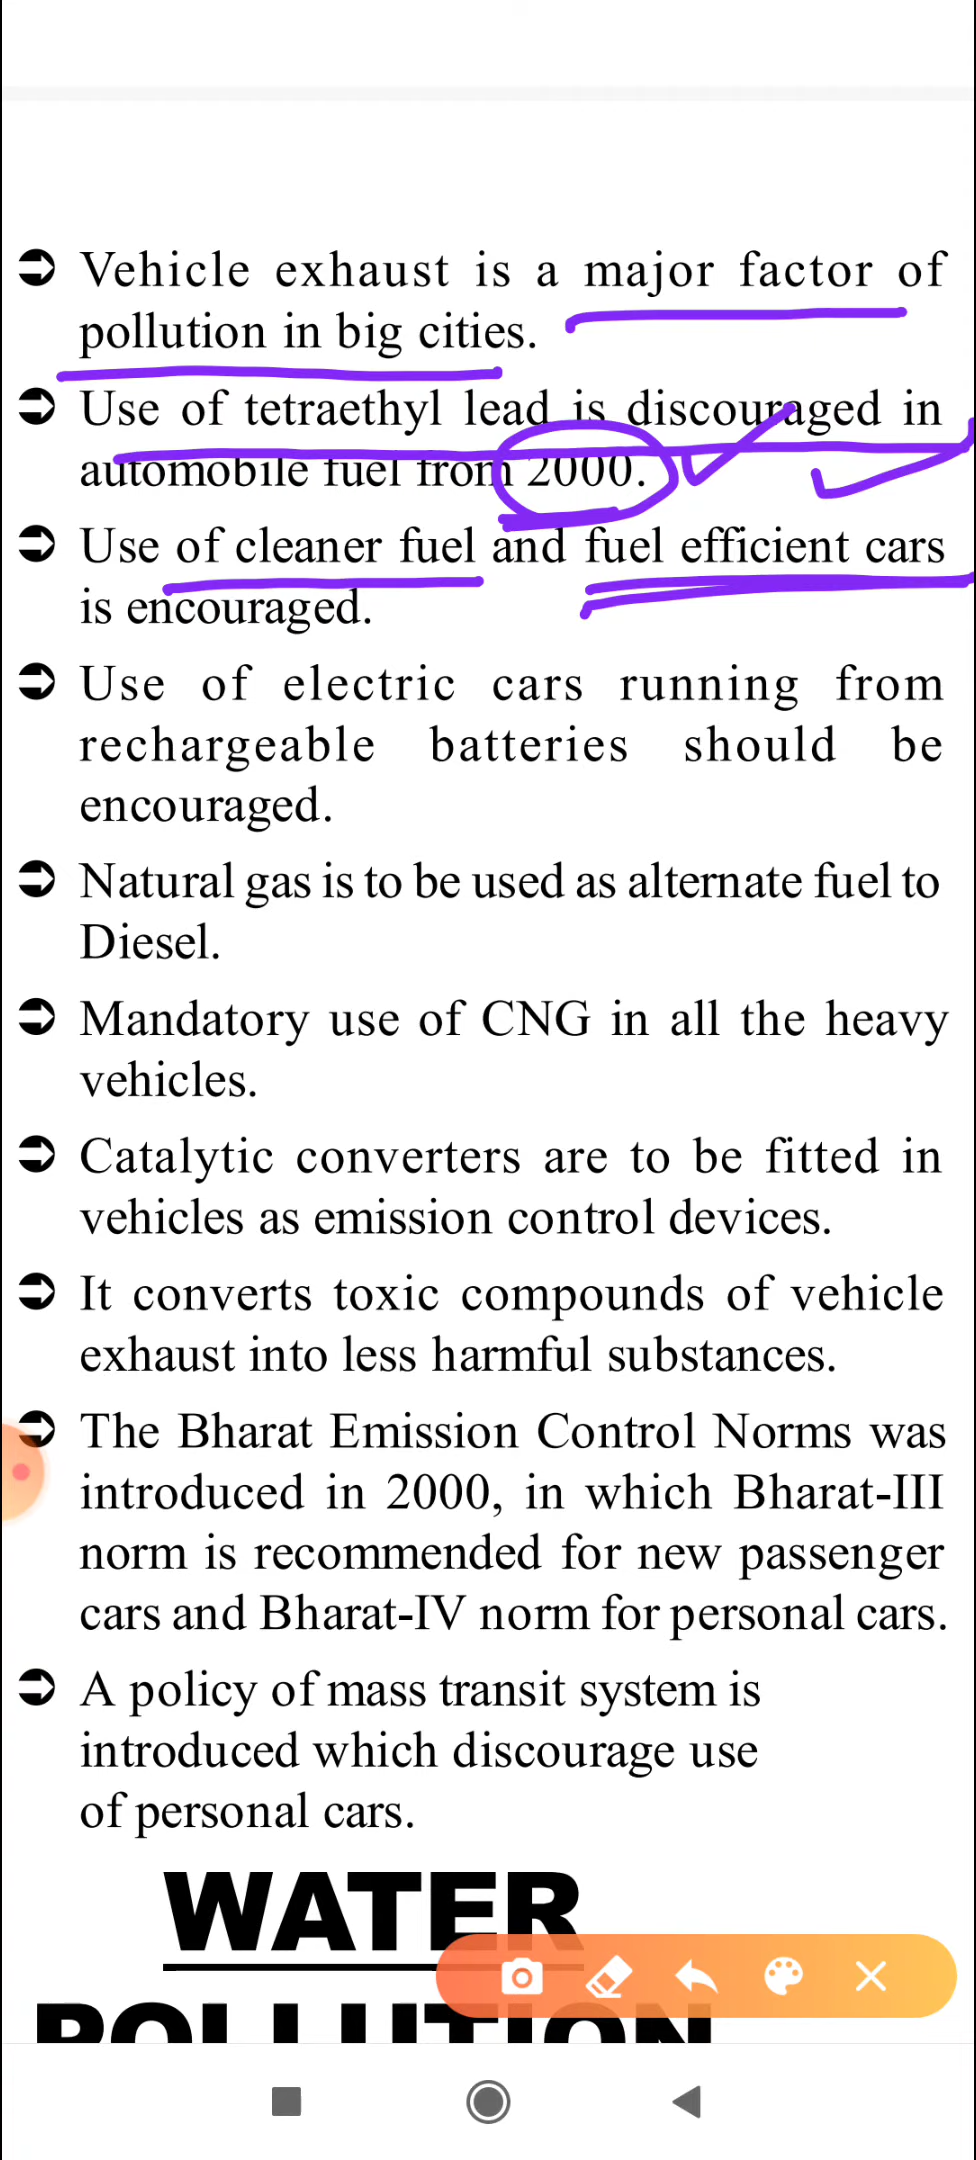 ➲ Vehicle exhaust is a major factor of
pollution in big cities.
➲ Use of tetraethyl lead is discouraged in
automobile fuel from 2000.
➲ Use of cleaner fuel and fuel efficient cars
is encouraged.
➲ Use of electric cars running from
rechargeable batteries should be
encouraged.
➲ Natural gas is to be used as alternate fuel to
Diesel.
➲ Mandatory use of CNG in all the heavy
vehicles.
➲ Catalytic converters are to be fitted in
vehicles as emission control devices.
➲ It converts toxic compounds of vehicle
exhaust into less harmful substances.
➲ The Bharat Emission Control Norms was
introduced in 2000, in which Bharat-III
norm is recommended for new passenger
cars and Bharat-IV norm for personal cars.
➲ A policy of mass transit system is
introduced which discourage use
of personal cars.
WATER
POLLUTION